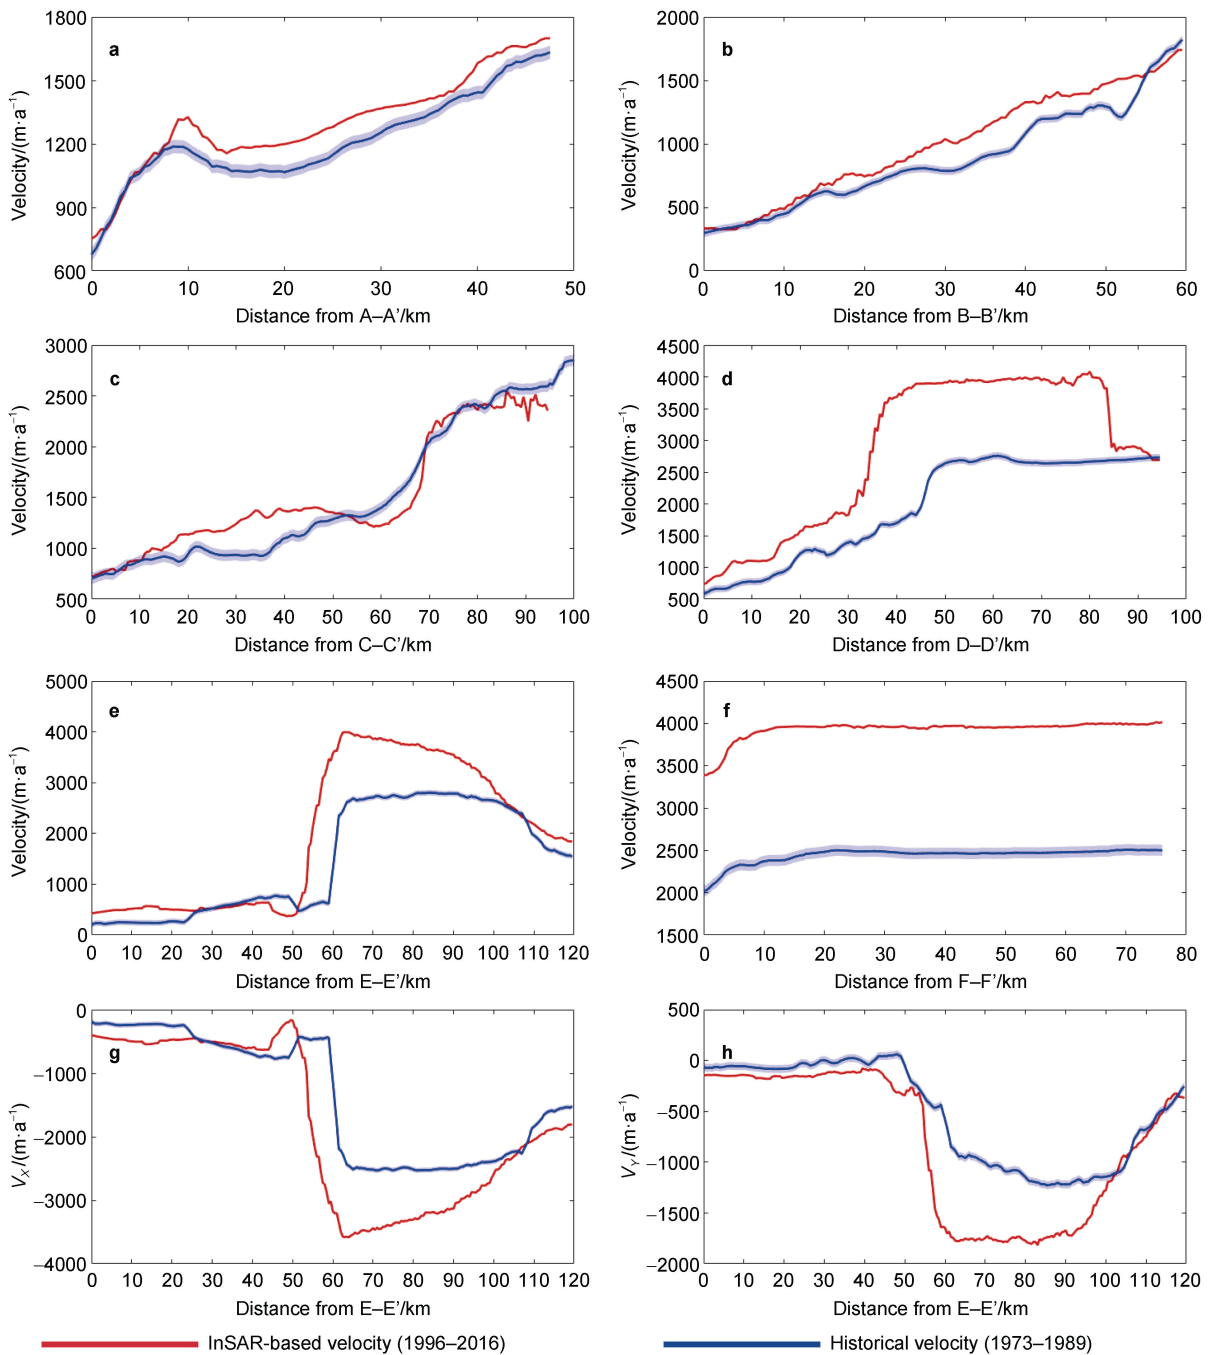 a
Velocity/(m·a⁻¹)
1800
1500
1200
900
600
0 10 20 30 40 50
Distance from A–A'/km
b
Velocity/(m·a⁻¹)
2000
1500
1000
500
0
0 10 20 30 40 50 60
Distance from B–B'/km
c
Velocity/(m·a⁻¹)
3000
2500
2000
1500
1000
500
0 10 20 30 40 50 60 70 80 90 100
Distance from C–C'/km
d
Velocity/(m·a⁻¹)
4500
4000
3500
3000
2500
2000
1500
1000
500
0 10 20 30 40 50 60 70 80 90 100
Distance from D–D'/km
e
Velocity/(m·a⁻¹)
5000
4000
3000
2000
1000
0
0 10 20 30 40 50 60 70 80 90 100 110 120
Distance from E–E'/km
f
Velocity/(m·a⁻¹)
4500
4000
3500
3000
2500
2000
1500
0 10 20 30 40 50 60 70 80
Distance from F–F'/km
g
Vₓ/(m·a⁻¹)
0
−1000
−2000
−3000
−4000
0 10 20 30 40 50 60 70 80 90 100 110 120
Distance from E–E'/km
h
V_Y/(m·a⁻¹)
500
0
−500
−1000
−1500
−2000
0 10 20 30 40 50 60 70 80 90 100 110 120
Distance from E–E'/km
InSAR-based velocity (1996–2016)
Historical velocity (1973–1989)